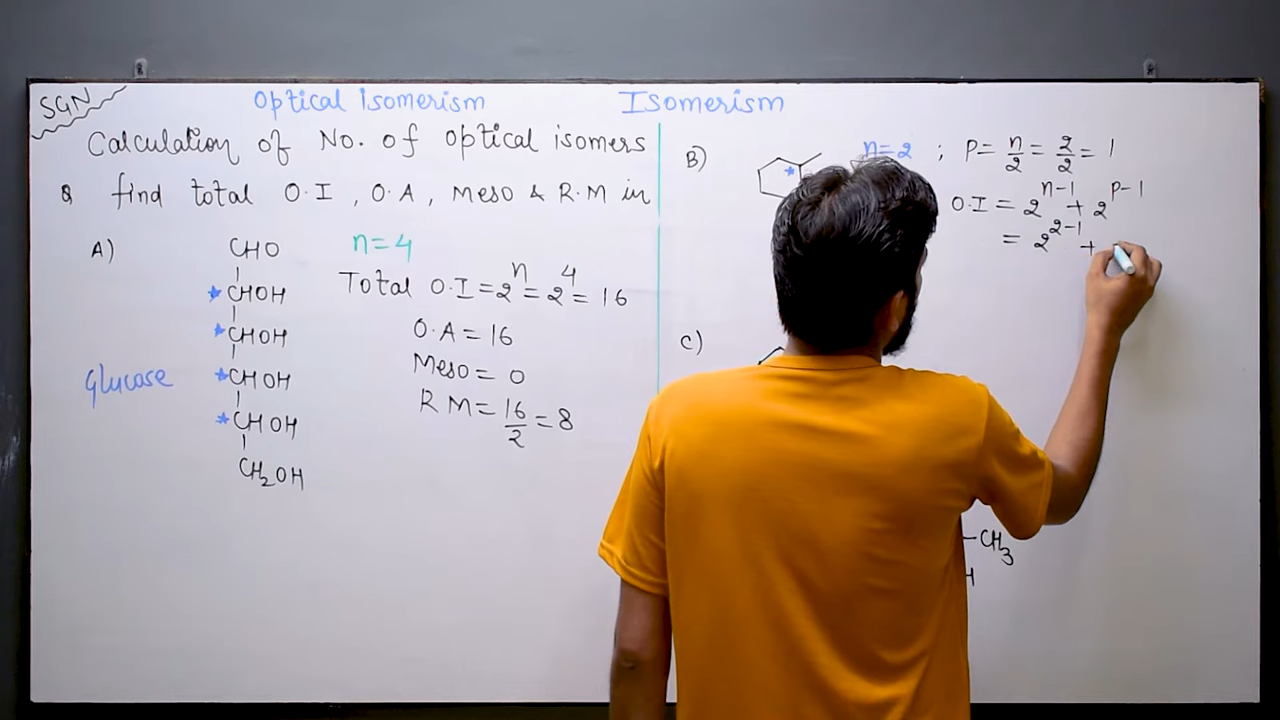 SGN
Optical Isomerism
Isomerism
Calculation of No. of optical isomers
Q find total O.I , O.A , Meso & R.M in
A)
CHO
CHOH
CHOH
CHOH
CHOH
CH2OH
Glucose
n=4
Total O.I = 2^n = 2^4 = 16
O.A = 16
Meso = 0
R M = 16/2 = 8
B)
n=2 ; P= n/2 = 2/2 = 1
O.I = 2^n-1 + 2^P-1
= 2^2-1 +
C)
-CH3